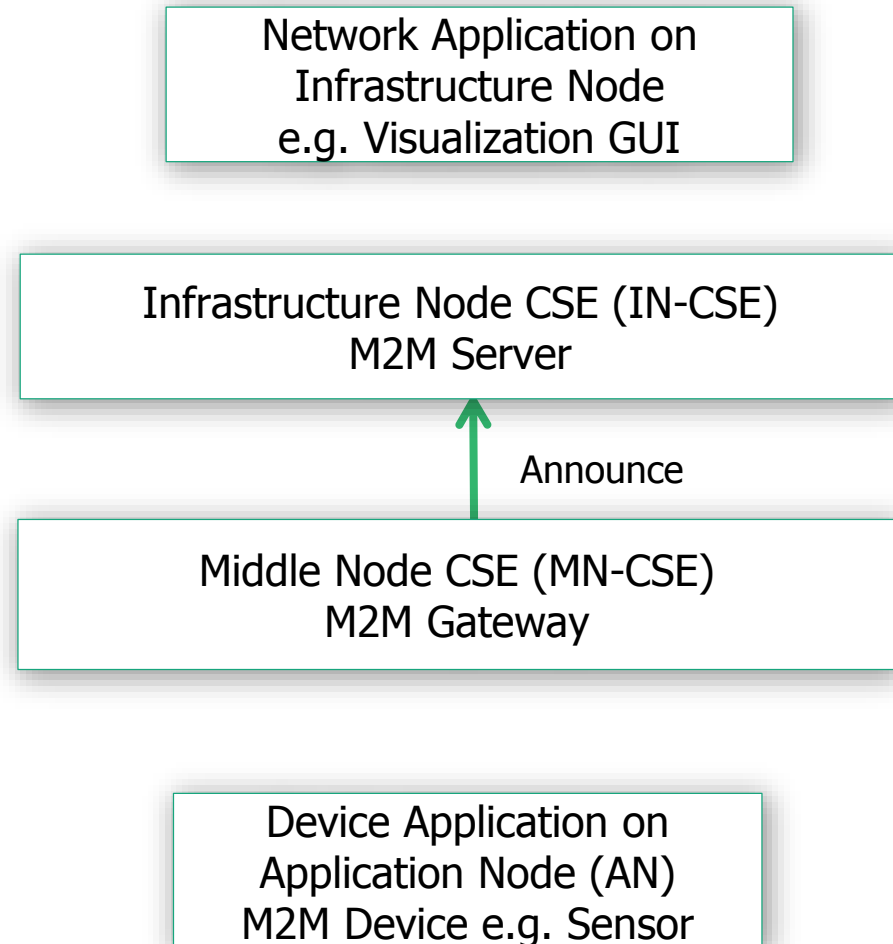 Network Application on
Infrastructure Node
e.g. Visualization GUI
Infrastructure Node CSE (IN-CSE)
M2M Server
Announce
Middle Node CSE (MN-CSE)
M2M Gateway
Device Application on
Application Node (AN)
M2M Device e.g. Sensor